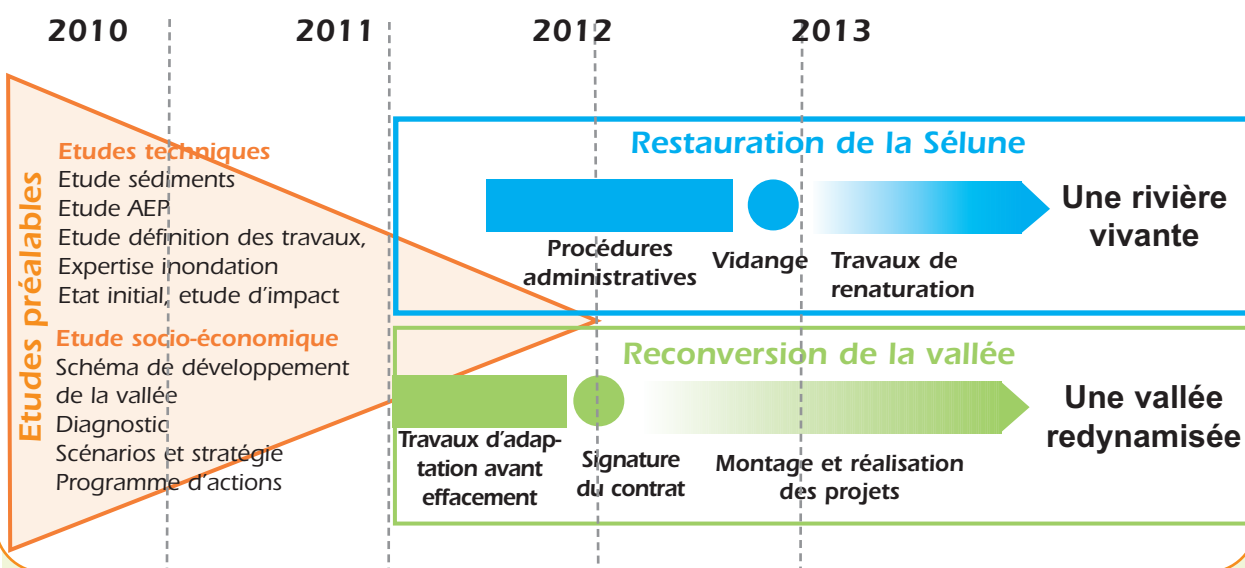 2010 2011 2012 2013
Etudes préalables
Etudes techniques
Etude sédiments
Etude AEP
Etude définition des travaux,
Expertise inondation
Etat initial, etude d'impact
Etude socio-économique
Schéma de développement
de la vallée
Diagnostic
Scénarios et stratégie
Programme d'actions
Restauration de la Sélune
Procédures
administratives
Vidange
Travaux de
renaturation
Une rivière
vivante
Reconversion de la vallée
Travaux d'adap-
tation avant
effacement
Signature
du contrat
Montage et réalisation
des projets
Une vallée
redynamisée